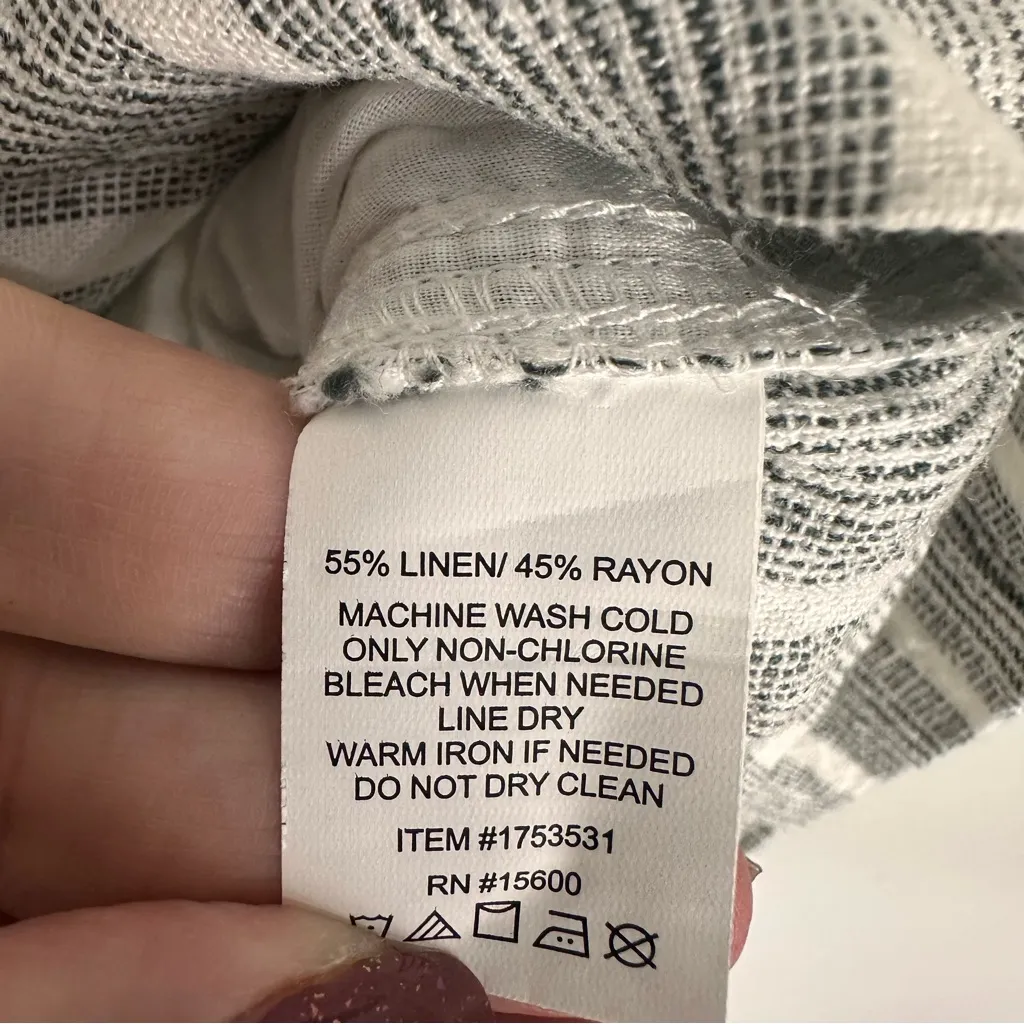 55% LINEN/ 45% RAYON
MACHINE WASH COLD
ONLY NON-CHLORINE
BLEACH WHEN NEEDED
LINE DRY
WARM IRON IF NEEDED
DO NOT DRY CLEAN
ITEM #1753531
RN #15600